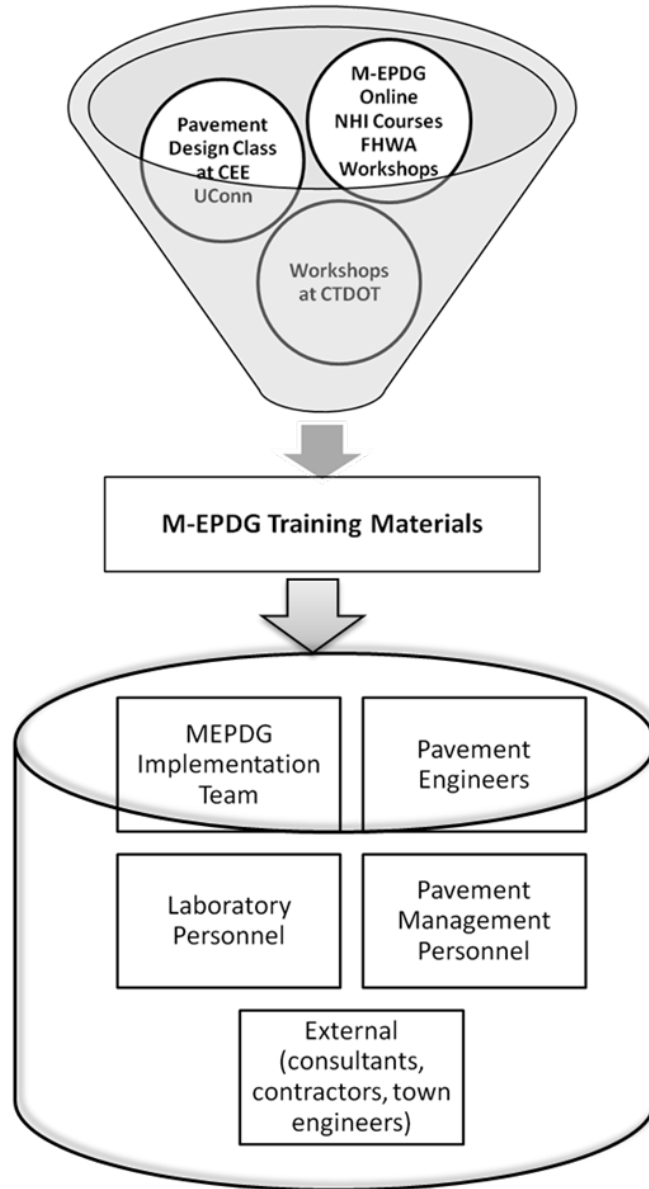 Pavement
Design Class
at CEE
UConn
M-EPDG
Online
NHI Courses
FHWA
Workshops
Workshops
at CTDOT
M-EPDG Training Materials
MEPDG
Implementation
Team
Pavement
Engineers
Laboratory
Personnel
Pavement
Management
Personnel
External
(consultants,
contractors, town
engineers)